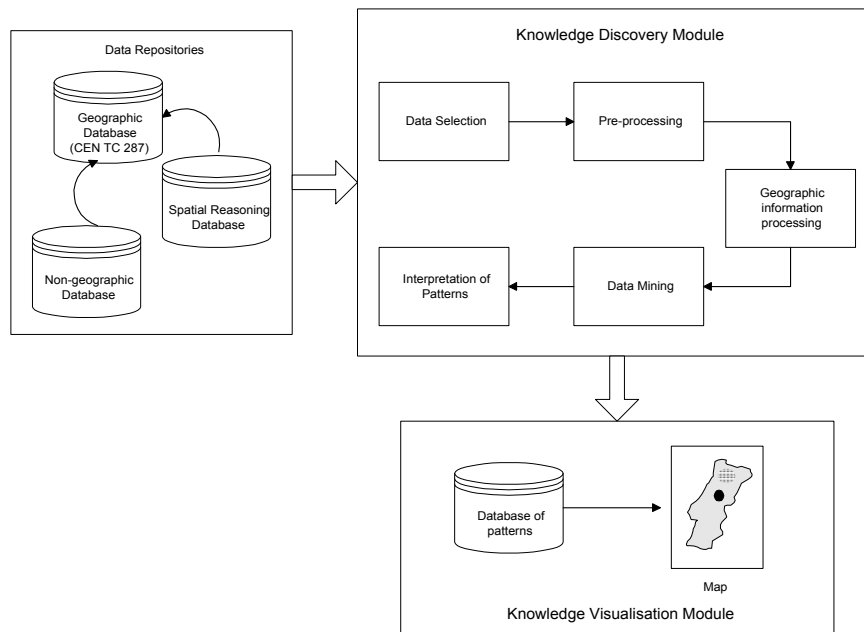 Data Repositories
Geographic
Database
(CEN TC 287)
Spatial Reasoning
Database
Non-geographic
Database
Knowledge Discovery Module
Data Selection
Pre-processing
Geographic
information
processing
Interpretation of
Patterns
Data Mining
Database of
patterns
Map
Knowledge Visualisation Module